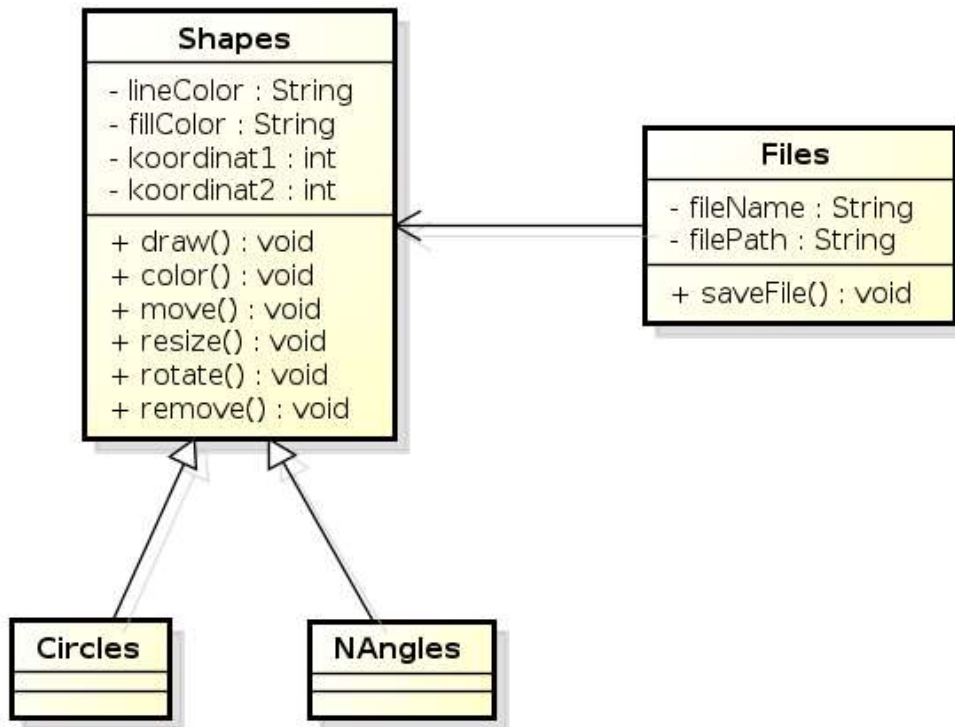 Shapes
- lineColor : String
- fillColor : String
- koordinat1 : int
- koordinat2 : int
+ draw() : void
+ color() : void
+ move() : void
+ resize() : void
+ rotate() : void
+ remove() : void
Files
- fileName : String
- filePath : String
+ saveFile() : void
Circles
NAngles